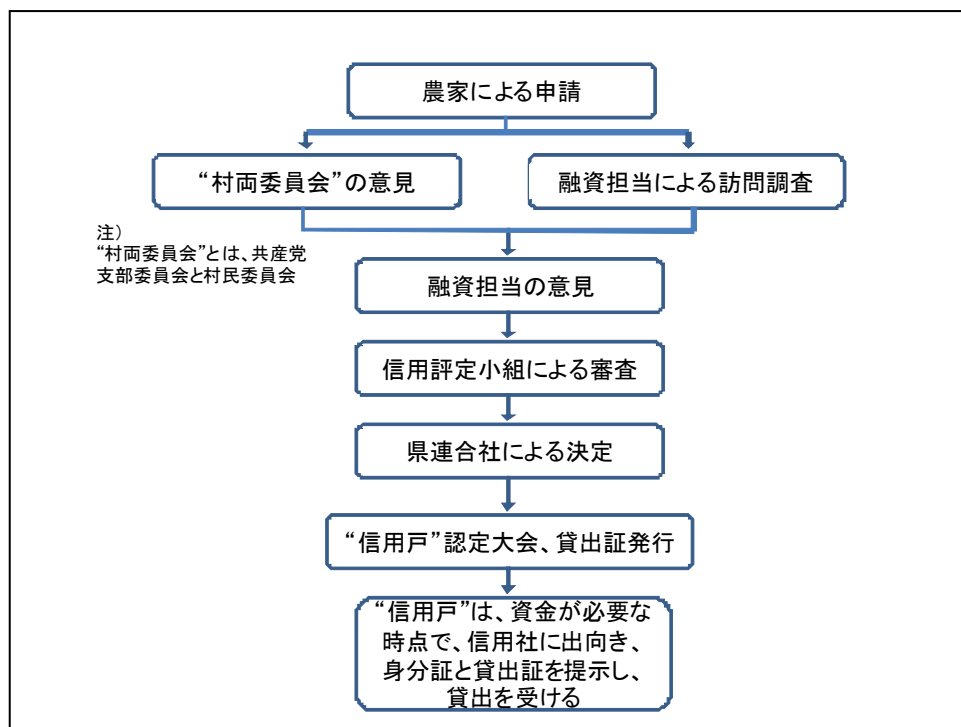 農家による申請
“村両委員会”の意見
融資担当による訪問調査
注）
“村両委員会”とは、共産党
支部委員会と村民委員会
融資担当の意見
信用評定小組による審査
県連合社による決定
“信用戸”認定大会、貸出証発行
“信用戸”は、資金が必要な
時点で、信用社に出向き、
身分証と貸出証を提示し、
貸出を受ける